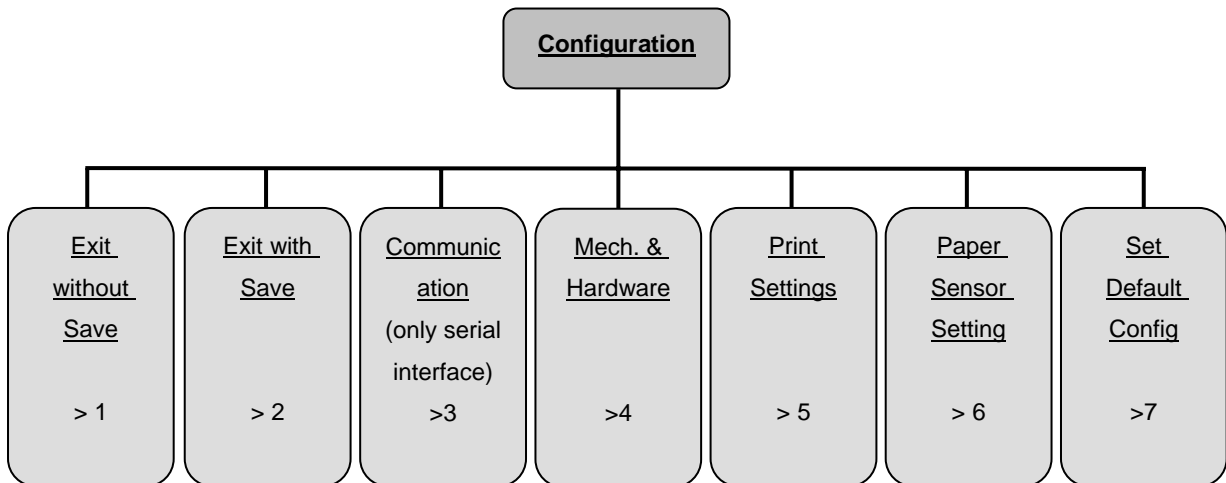 Configuration
Exit
without
Save
> 1
Exit with
Save
> 2
Communic
ation
(only serial
interface)
>3
Mech. &
Hardware
>4
Print
Settings
> 5
Paper
Sensor
Setting
> 6
Set
Default
Config
>7